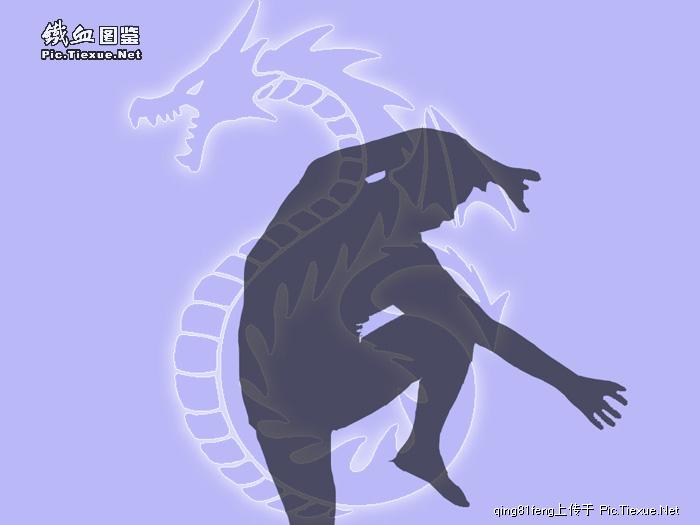 鐵血图鉴
Pic.Tiexue.Net
qing81feng上传于 Pic.Tiexue.Net